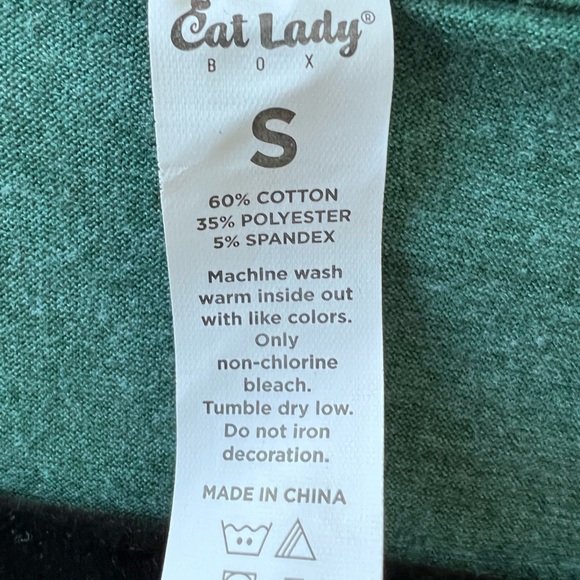 Cat Lady®
BOX
S
60% COTTON
35% POLYESTER
5% SPANDEX
Machine wash
warm inside out
with like colors.
Only
non-chlorine
bleach.
Tumble dry low.
Do not iron
decoration.
MADE IN CHINA